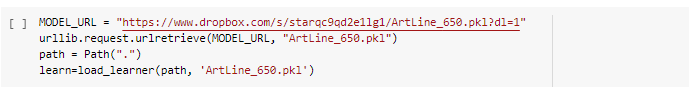 [ ] MODEL_URL = "https://www.dropbox.com/s/starqc9qd2e1lg1/ArtLine_650.pkl?dl=1"
urllib.request.urlretrieve(MODEL_URL, "ArtLine_650.pkl")
path = Path(".")
learn=load_learner(path, 'ArtLine_650.pkl')